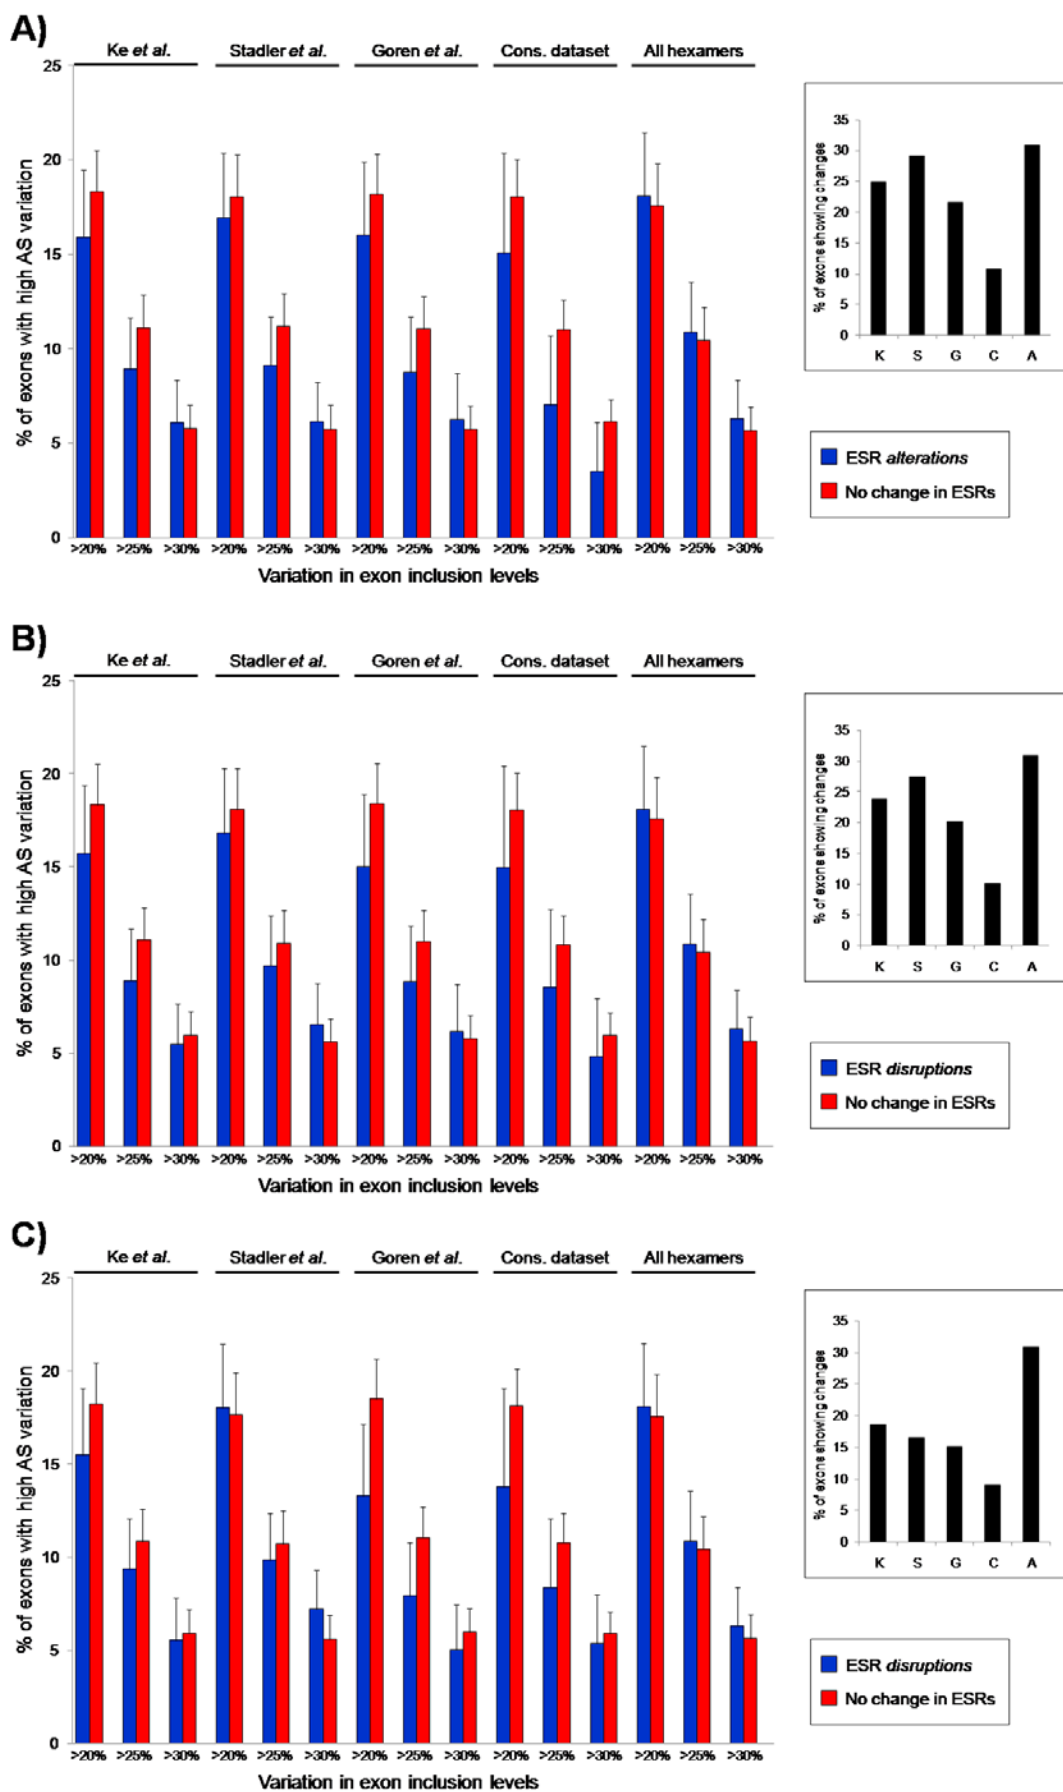 A)
Ke et al. Stadler et al. Goren et al. Cons. dataset All hexamers
% of exons with high AS variation
25
20
15
10
5
0
>20% >25% >30% >20% >25% >30% >20% >25% >30% >20% >25% >30% >20% >25% >30%
Variation in exon inclusion levels
% of exons showing changes
35
30
25
20
15
10
5
0
K S G C A
ESR alterations
No change in ESRs
B)
Ke et al. Stadler et al. Goren et al. Cons. dataset All hexamers
% of exons with high AS variation
25
20
15
10
5
0
>20% >25% >30% >20% >25% >30% >20% >25% >30% >20% >25% >30% >20% >25% >30%
Variation in exon inclusion levels
% of exons showing changes
35
30
25
20
15
10
5
0
K S G C A
ESR disruptions
No change in ESRs
C)
Ke et al. Stadler et al. Goren et al. Cons. dataset All hexamers
% of exons with high AS variation
25
20
15
10
5
0
>20% >25% >30% >20% >25% >30% >20% >25% >30% >20% >25% >30% >20% >25% >30%
Variation in exon inclusion levels
% of exons showing changes
35
30
25
20
15
10
5
0
K S G C A
ESR disruptions
No change in ESRs